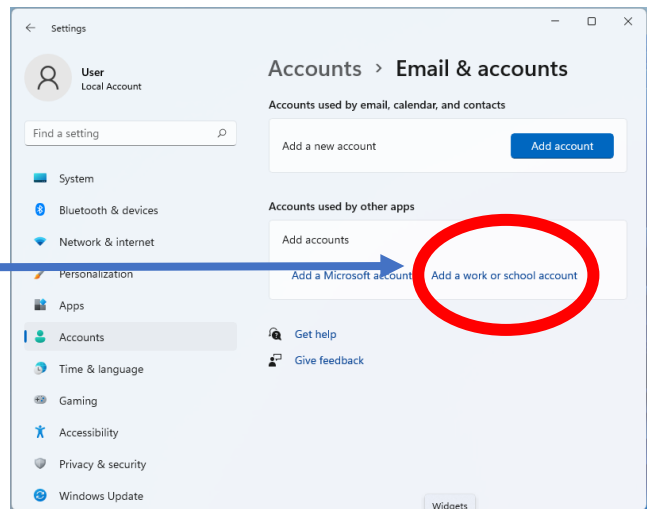 Settings
User
Local Account
Find a setting
System
Bluetooth & devices
Network & internet
Personalization
Apps
Accounts
Time & language
Gaming
Accessibility
Privacy & security
Windows Update
Accounts > Email & accounts
Accounts used by email, calendar, and contacts
Add a new account
Add account
Accounts used by other apps
Add accounts
Add a Microsoft account
Add a work or school account
Get help
Give feedback
Widgets